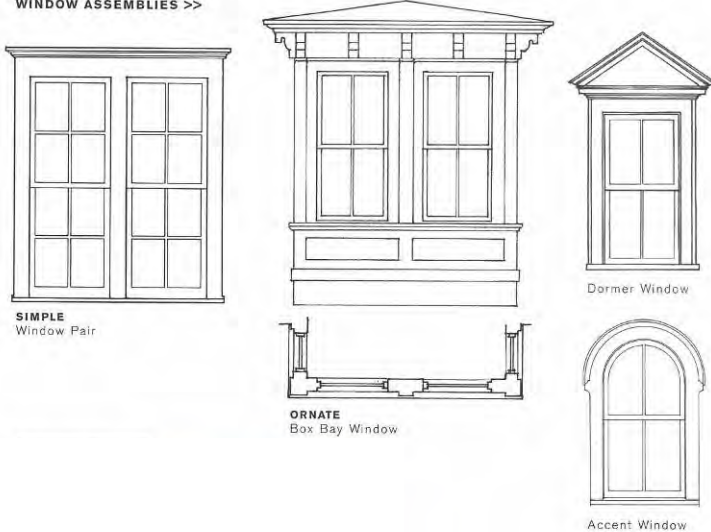 WINDOW ASSEMBLIES >>
SIMPLE
Window Pair
ORNATE
Box Bay Window
Dormer Window
Accent Window